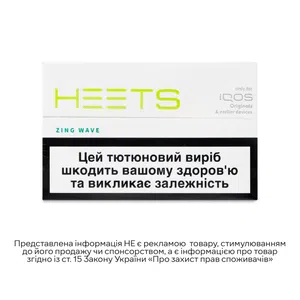 HEETS
only for
IQOS
Originals
ZING WAVE
Цей тютюновий виріб
шкодить вашому здоров'ю
та викликає залежність
Представлена інформація НЕ є рекламою товару, стимулюванням
до його продажу чи спонсорством, а є інформацією про товар
згідно із ст. 15 Закону України «Про захист прав споживачів»